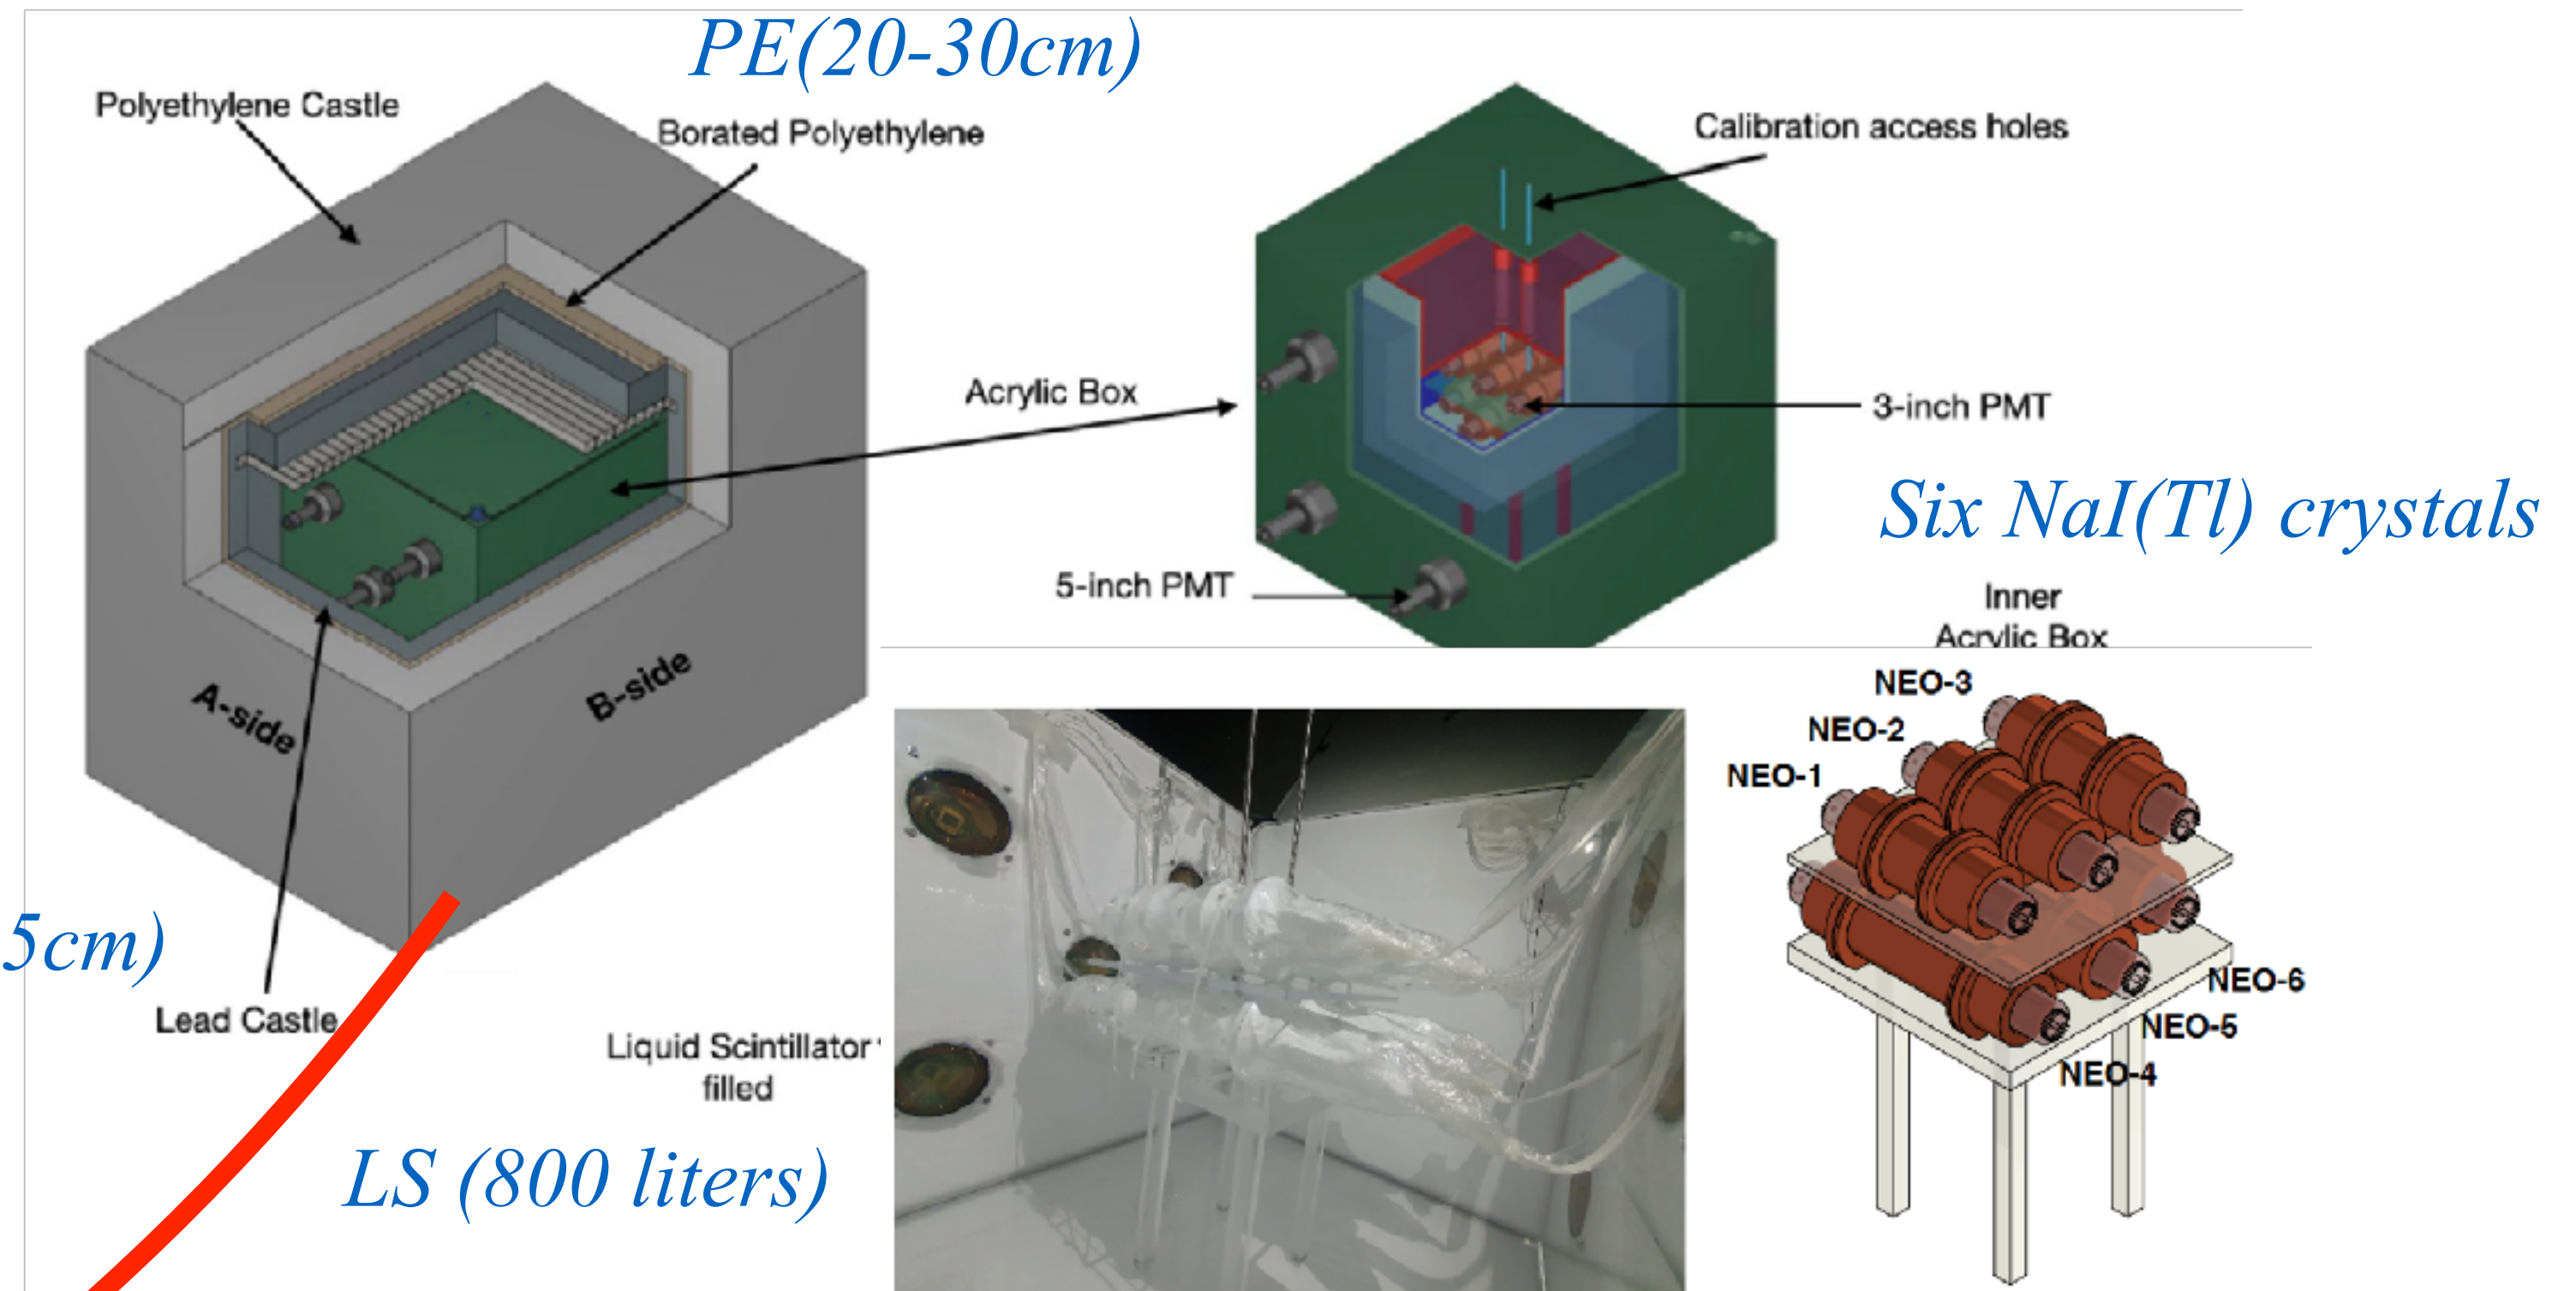 PE(20-30cm)
Polyethylene Castle
Borated Polyethylene
Calibration access holes
Acrylic Box
3-inch PMT
Six NaI(Tl) crystals
5-inch PMT
Inner
Acrylic Box
A-side
B-side
NEO-3
NEO-2
NEO-1
5cm)
Lead Castle
Liquid Scintillator
filled
NEO-6
NEO-5
NEO-4
LS (800 liters)